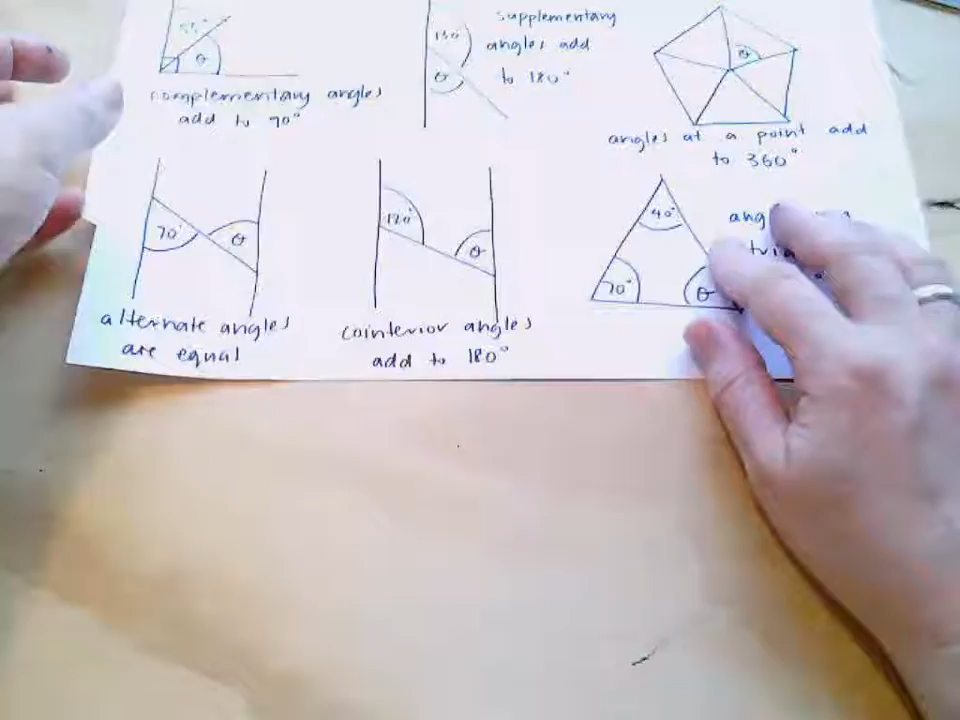 55°
θ
complementary angles
add to 90°
130°
θ
supplementary
angles add
to 180°
θ
angles at a point add
to 360°
70°
θ
alternate angles
are equal
120°
θ
cointerior angles
add to 180°
40°
70°
θ